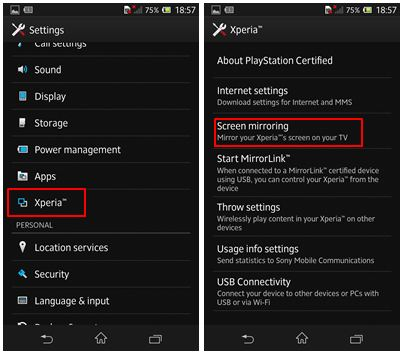 75% 18:57
Settings
Call settings
Sound
Display
Storage
Power management
Apps
Xperia™
PERSONAL
Location services
Security
Language & input
75% 18:57
Xperia™
About PlayStation Certified
Internet settings
Download settings for Internet and MMS
Screen mirroring
Mirror your Xperia™'s screen on your TV
Start MirrorLink™
When connected to a MirrorLink™ certified device
using USB, you can control your Xperia™ from the
device
Throw settings
Wirelessly play content in your Xperia™ on other
devices
Usage info settings
Send statistics to Sony Mobile Communications
USB Connectivity
Connect your device to other devices or PCs with
USB or via Wi-Fi